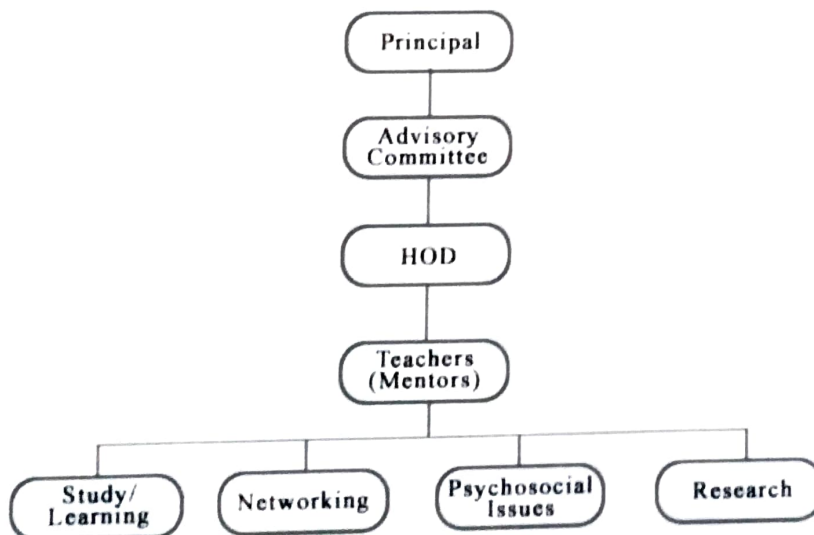 Principal
Advisory
Committee
HOD
Teachers
(Mentors)
Study/
Learning
Networking
Psychosocial
Issues
Research